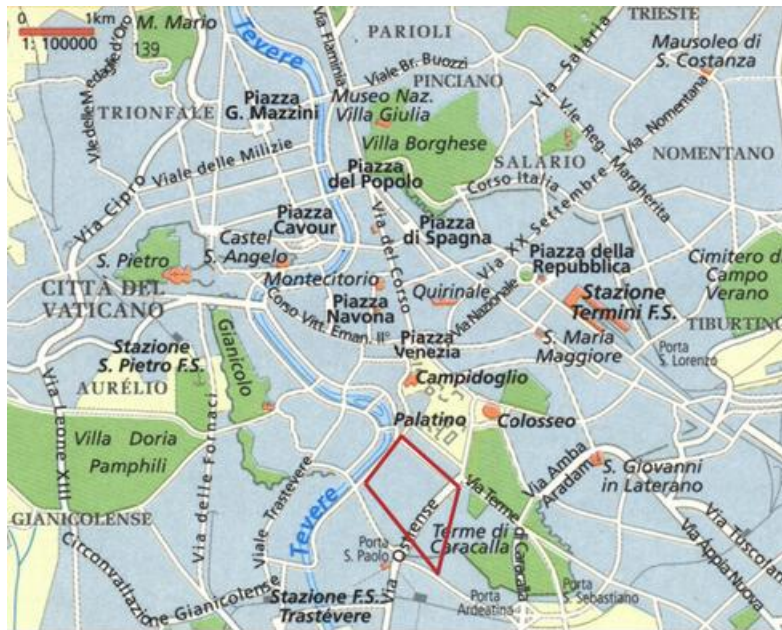 0 1km
1: 100000
M. Mario
139
V.le delle Medaglie d'Oro
TRIONFALE
Piazza
G. Mazzini
Viale delle Milizie
Via Cipro
Tevere
Via Flaminia
PARIOLI
Viale Br. Buozzi
PINCIANO
Museo Naz.
Villa Giulia
Villa Borghese
Via Salária
TRIESTE
Mausoleo di
S. Costanza
V.le Reg. Margherita
Via Nomentana
SALARIO
NOMENTANO
Corso Italia
Via XX Settembre
Piazza
del Popolo
Via del Corso
Piazza
di Spagna
Piazza
Cavour
Castel
S. Angelo
S. Pietro
CITTÀ DEL
VATICANO
Montecitorio
Piazza
Navona
Corso Vitt. Eman. IIº
Quirinale
Via Nazionale
Piazza della
Repubblica
Stazione
Termini F.S.
Cimitero di
Campo
Verano
TIBURTINO
Porta
S. Lorenzo
S. Maria
Maggiore
Piazza
Venezia
Stazione
S. Pietro F.S.
AURÉLIO
Gianicolo
Campidoglio
Palatino
Colosseo
Via Leone XIII
Villa Doria
Pamphili
Via delle Fornaci
GIANICOLENSE
Circonvallazione Gianicolense
Viale Trastévere
Tevere
Via Ostiense
Porta
S. Paolo
Terme di
Caracalla
Via Terme di Caracalla
Via Amba
Aradam
S. Giovanni
in Laterano
Via Tuscolana
Via Appia Nuova
Porta
Ardeatina
Porta
S. Sebastiano
Stazione F.S.
Trastévere